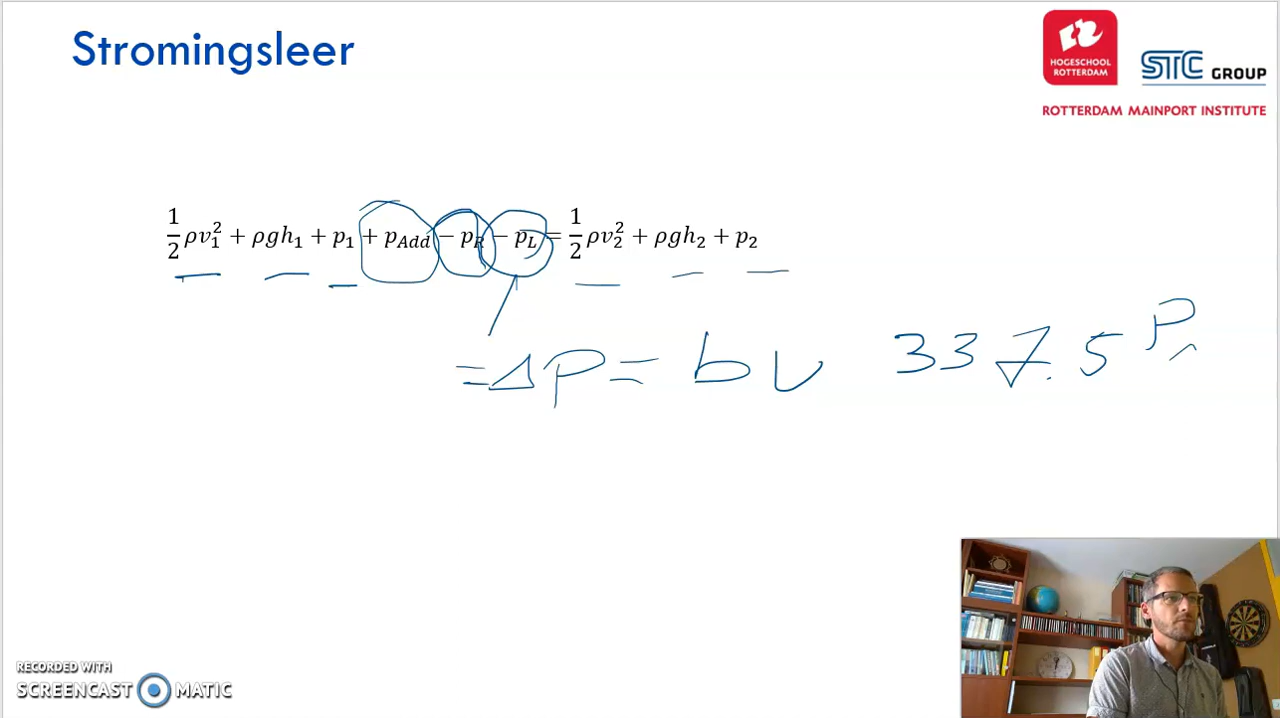 Stromingsleer
HOGESCHOOL
ROTTERDAM
STC GROUP
ROTTERDAM MAINPORT INSTITUTE
½ρv₁² + ρgh₁ + p₁ + p_Add − p_R − p_L = ½ρv₂² + ρgh₂ + p₂
= Δp = bv 337.5 P
RECORDED WITH
SCREENCAST MATIC